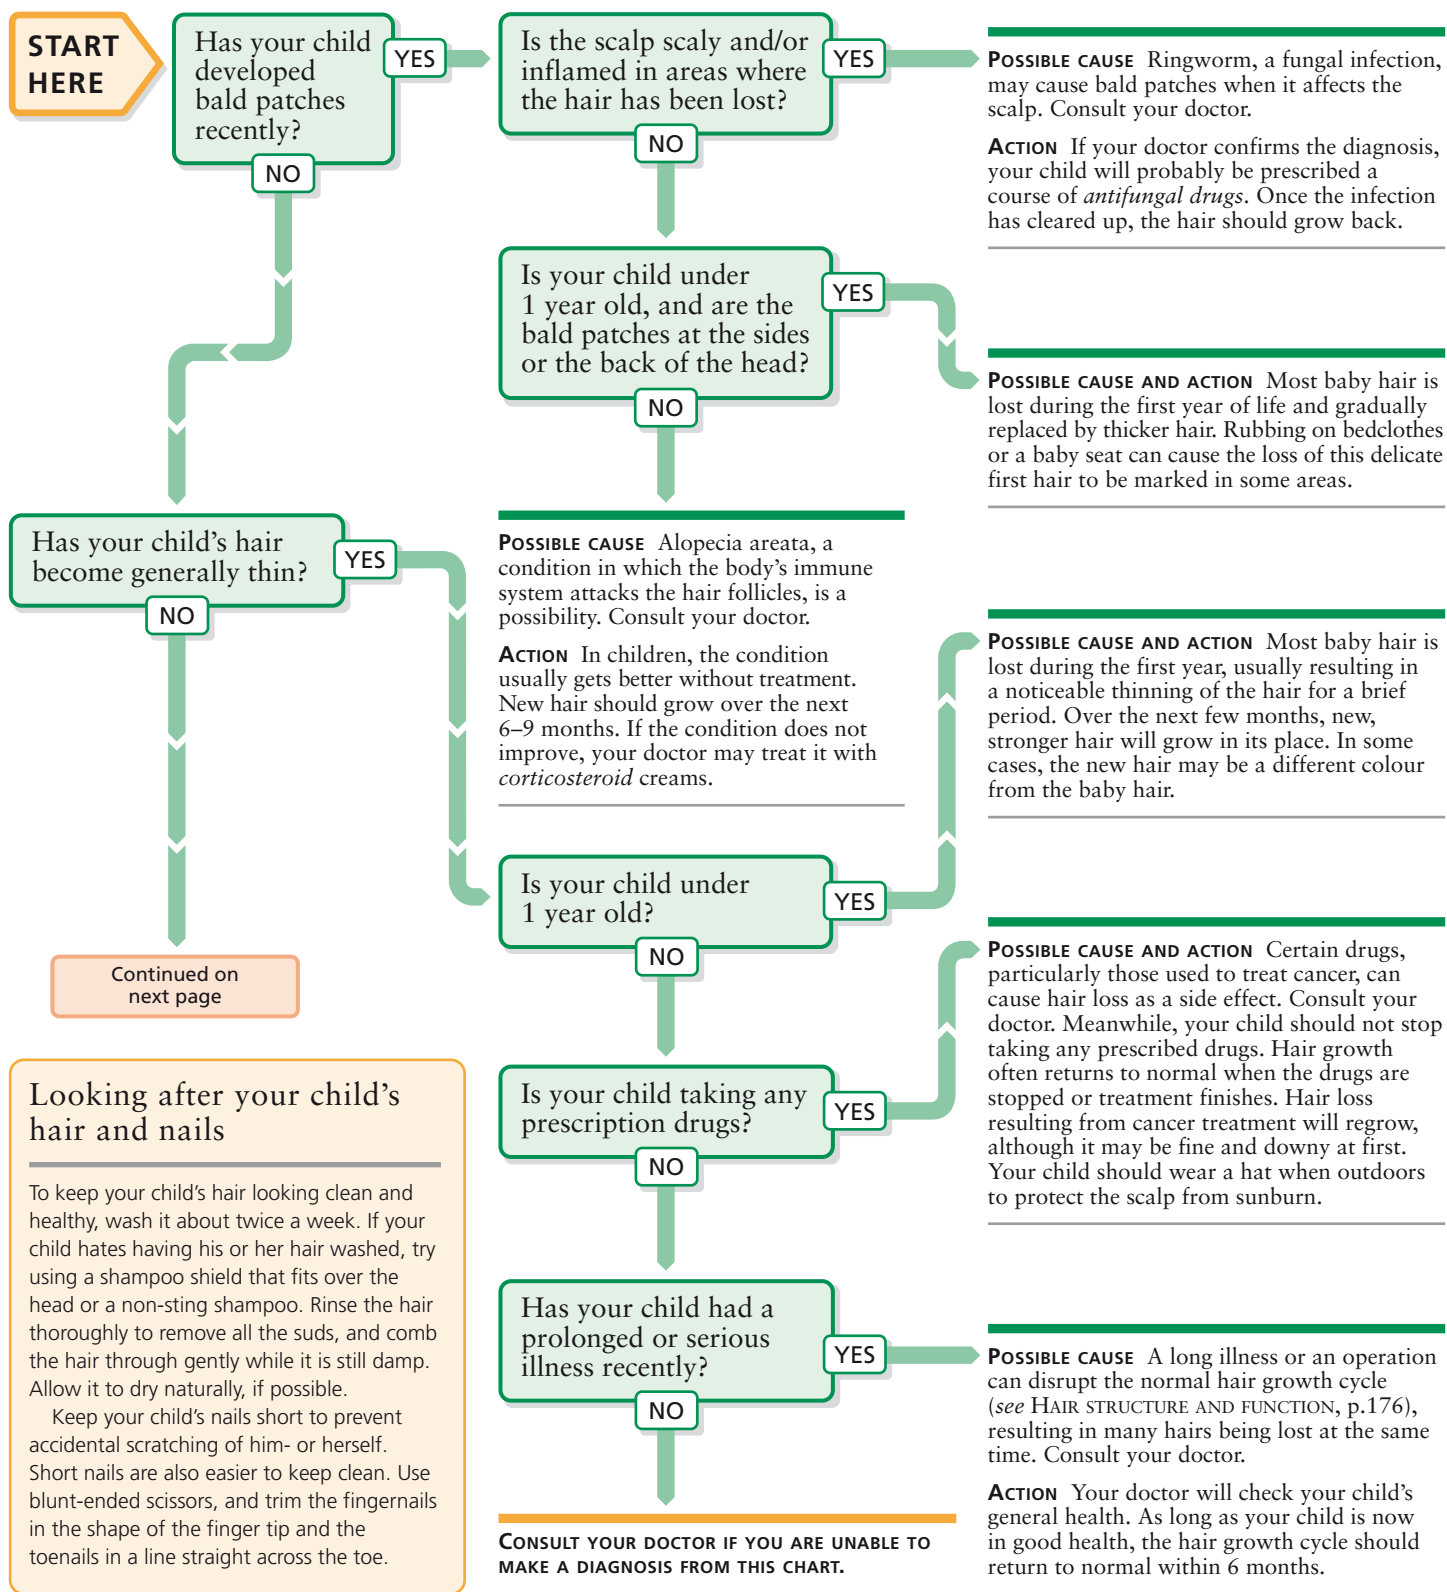 START
HERE
Has your child
developed
bald patches
recently?
YES
NO
Is the scalp scaly and/or
inflamed in areas where
the hair has been lost?
YES
NO
POSSIBLE CAUSE Ringworm, a fungal infection,
may cause bald patches when it affects the
scalp. Consult your doctor.
ACTION If your doctor confirms the diagnosis,
your child will probably be prescribed a
course of antifungal drugs. Once the infection
has cleared up, the hair should grow back.
Is your child under
1 year old, and are the
bald patches at the sides
or the back of the head?
YES
NO
POSSIBLE CAUSE AND ACTION Most baby hair is
lost during the first year of life and gradually
replaced by thicker hair. Rubbing on bedclothes
or a baby seat can cause the loss of this delicate
first hair to be marked in some areas.
POSSIBLE CAUSE Alopecia areata, a
condition in which the body's immune
system attacks the hair follicles, is a
possibility. Consult your doctor.
ACTION In children, the condition
usually gets better without treatment.
New hair should grow over the next
6–9 months. If the condition does not
improve, your doctor may treat it with
corticosteroid creams.
Has your child's hair
become generally thin?
YES
NO
Continued on
next page
Is your child under
1 year old?
YES
NO
POSSIBLE CAUSE AND ACTION Most baby hair is
lost during the first year, usually resulting in
a noticeable thinning of the hair for a brief
period. Over the next few months, new,
stronger hair will grow in its place. In some
cases, the new hair may be a different colour
from the baby hair.
Is your child taking any
prescription drugs?
YES
NO
POSSIBLE CAUSE AND ACTION Certain drugs,
particularly those used to treat cancer, can
cause hair loss as a side effect. Consult your
doctor. Meanwhile, your child should not stop
taking any prescribed drugs. Hair growth
often returns to normal when the drugs are
stopped or treatment finishes. Hair loss
resulting from cancer treatment will regrow,
although it may be fine and downy at first.
Your child should wear a hat when outdoors
to protect the scalp from sunburn.
Has your child had a
prolonged or serious
illness recently?
YES
NO
POSSIBLE CAUSE A long illness or an operation
can disrupt the normal hair growth cycle
(see HAIR STRUCTURE AND FUNCTION, p.176),
resulting in many hairs being lost at the same
time. Consult your doctor.
ACTION Your doctor will check your child's
general health. As long as your child is now
in good health, the hair growth cycle should
return to normal within 6 months.
CONSULT YOUR DOCTOR IF YOU ARE UNABLE TO
MAKE A DIAGNOSIS FROM THIS CHART.
Looking after your child's
hair and nails
To keep your child's hair looking clean and
healthy, wash it about twice a week. If your
child hates having his or her hair washed, try
using a shampoo shield that fits over the
head or a non-sting shampoo. Rinse the hair
thoroughly to remove all the suds, and comb
the hair through gently while it is still damp.
Allow it to dry naturally, if possible.
Keep your child's nails short to prevent
accidental scratching of him- or herself.
Short nails are also easier to keep clean. Use
blunt-ended scissors, and trim the fingernails
in the shape of the finger tip and the
toenails in a line straight across the toe.